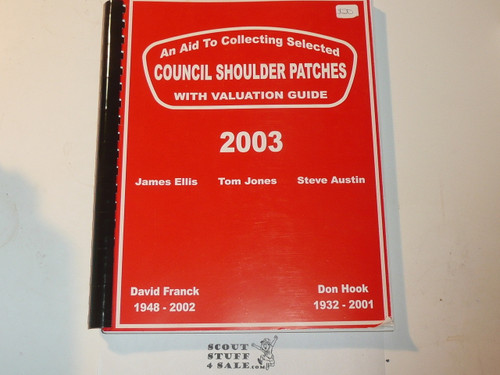 An Aid To Collecting Selected
COUNCIL SHOULDER PATCHES
WITH VALUATION GUIDE
2003
James Ellis Tom Jones Steve Austin
David Franck Don Hook
1948 - 2002 1932 - 2001
SCOUT
STUFF
4 SALE.com